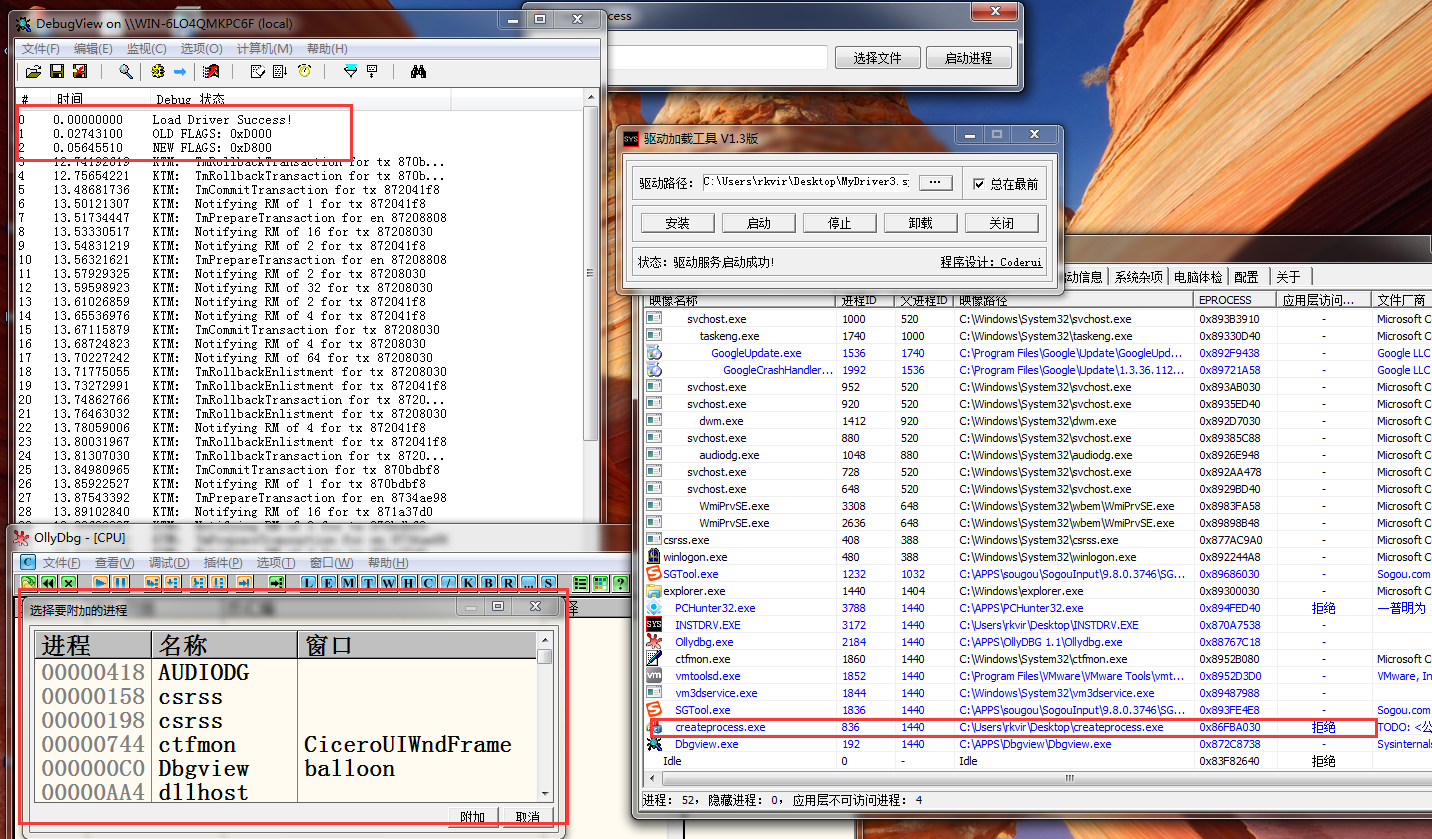 DebugView on \\WIN-6LO4QMKPC6F (local)
文件(F) 编辑(E) 监视(C) 选项(O) 计算机(M) 帮助(H)
# 时间 Debug 状态
0 0.00000000 Load Driver Success!
1 0.02743100 OLD FLAGS: 0xD000
2 0.05645510 NEW FLAGS: 0xD800
3 12.74192619 KTM: TmRollbackTransaction for tx 870b...
4 12.75654221 KTM: TmRollbackTransaction for tx 870b...
5 13.48681736 KTM: TmCommitTransaction for tx 872041f8
6 13.50121307 KTM: Notifying RM of 1 for tx 872041f8
7 13.51734447 KTM: TmPrepareTransaction for en 87208808
8 13.53330517 KTM: Notifying RM of 16 for tx 87208030
9 13.54831219 KTM: Notifying RM of 2 for tx 872041f8
10 13.56321621 KTM: TmPrepareTransaction for en 87208808
11 13.57929325 KTM: Notifying RM of 2 for tx 87208030
12 13.59598923 KTM: Notifying RM of 32 for tx 87208030
13 13.61026859 KTM: Notifying RM of 2 for tx 872041f8
14 13.65536976 KTM: Notifying RM of 4 for tx 872041f8
15 13.67115879 KTM: TmCommitTransaction for tx 87208030
16 13.68724823 KTM: Notifying RM of 4 for tx 87208030
17 13.70227242 KTM: Notifying RM of 64 for tx 87208030
18 13.71775055 KTM: TmRollbackEnlistment for tx 87208030
19 13.73272991 KTM: TmRollbackEnlistment for tx 872041f8
20 13.74862766 KTM: TmRollbackTransaction for tx 8720...
21 13.76463032 KTM: TmRollbackEnlistment for tx 87208030
22 13.78059006 KTM: Notifying RM of 4 for tx 872041f8
23 13.80031967 KTM: TmRollbackEnlistment for tx 872041f8
24 13.81307030 KTM: TmRollbackTransaction for tx 8720...
25 13.84980965 KTM: TmCommitTransaction for tx 870bdbf8
26 13.85922527 KTM: Notifying RM of 1 for tx 870bdbf8
27 13.87543392 KTM: TmPrepareTransaction for en 8734ae98
28 13.89102840 KTM: Notifying RM of 16 for tx 871a37d0
选择文件 启动进程
驱动加载工具 V1.3版
驱动路径: C:\Users\rkvir\Desktop\MyDriver3.s ... 总在最前
安装 启动 停止 卸载 关闭
状态: 驱动服务启动成功! 程序设计: Coderui
动信息 系统杂项 电脑体检 配置 关于
映像名称 进程ID 父进程ID 映像路径 EPROCESS 应用层访问... 文件厂商
svchost.exe 1000 520 C:\Windows\System32\svchost.exe 0x893B3910 - Microsoft C
taskeng.exe 1740 1000 C:\Windows\System32\taskeng.exe 0x89330D40 - Microsoft C
GoogleUpdate.exe 1536 1740 C:\Program Files\Google\Update\GoogleUpd... 0x892F9438 - Google LLC
GoogleCrashHandler... 1992 1536 C:\Program Files\Google\Update\1.3.36.112... 0x89721A58 - Google LLC
svchost.exe 952 520 C:\Windows\System32\svchost.exe 0x893AB030 - Microsoft C
svchost.exe 920 520 C:\Windows\System32\svchost.exe 0x8935ED40 - Microsoft C
dwm.exe 1412 920 C:\Windows\System32\dwm.exe 0x892D7030 - Microsoft C
svchost.exe 880 520 C:\Windows\System32\svchost.exe 0x89385C88 - Microsoft C
audiodg.exe 1048 880 C:\Windows\System32\audiodg.exe 0x8926E948 - Microsoft C
svchost.exe 728 520 C:\Windows\System32\svchost.exe 0x892AA478 - Microsoft C
svchost.exe 648 520 C:\Windows\System32\svchost.exe 0x8929BD40 - Microsoft C
WmiPrvSE.exe 3308 648 C:\Windows\System32\wbem\WmiPrvSE.exe 0x8983FA58 - Microsoft C
WmiPrvSE.exe 2636 648 C:\Windows\System32\wbem\WmiPrvSE.exe 0x89898B48 - Microsoft C
csrss.exe 408 388 C:\Windows\System32\csrss.exe 0x877AC9A0 - Microsoft C
winlogon.exe 480 388 C:\Windows\System32\winlogon.exe 0x892244A8 - Microsoft C
SGTool.exe 1232 1032 C:\APPS\sougou\SogouInput\9.8.0.3746\SG... 0x89686030 - Sogou.com
explorer.exe 1440 1404 C:\Windows\explorer.exe 0x89300030 - Microsoft C
PCHunter32.exe 3788 1440 C:\APPS\PCHunter32.exe 0x894FED40 拒绝 一普明为
INSTDRV.EXE 3172 1440 C:\Users\rkvir\Desktop\INSTDRV.EXE 0x870A7538 -
Ollydbg.exe 2184 1440 C:\APPS\OllyDBG 1.1\Ollydbg.exe 0x88767C18 -
ctfmon.exe 1860 1440 C:\Windows\System32\ctfmon.exe 0x8952B080 - Microsoft C
vmtoolsd.exe 1852 1440 C:\Program Files\VMware\VMware Tools\vmt... 0x8952D3D0 - VMware, In
vm3dservice.exe 1844 1440 C:\Windows\System32\vm3dservice.exe 0x89487988 -
SGTool.exe 1836 1440 C:\APPS\sougou\SogouInput\9.8.0.3746\SG... 0x893FE4E8 - Sogou.com
createprocess.exe 836 1440 C:\Users\rkvir\Desktop\createprocess.exe 0x86FBA030 拒绝 TODO: <公
Dbgview.exe 192 1440 C:\APPS\Dbgview\Dbgview.exe 0x872C8738 - Sysinternals
Idle 0 - Idle 0x83F82640 拒绝
进程: 52, 隐藏进程: 0, 应用层不可访问进程: 4
OllyDbg - [CPU]
C 文件(F) 查看(V) 调试(D) 插件(P) 选项(T) 窗口(W) 帮助(H)
L E M T W H C / K B R ... S ?
选择要附加的进程
进程 名称 窗口
00000418 AUDIODG
00000158 csrss
00000198 csrss
00000744 ctfmon CiceroUIWndFrame
000000C0 Dbgview balloon
00000AA4 dllhost
附加 取消